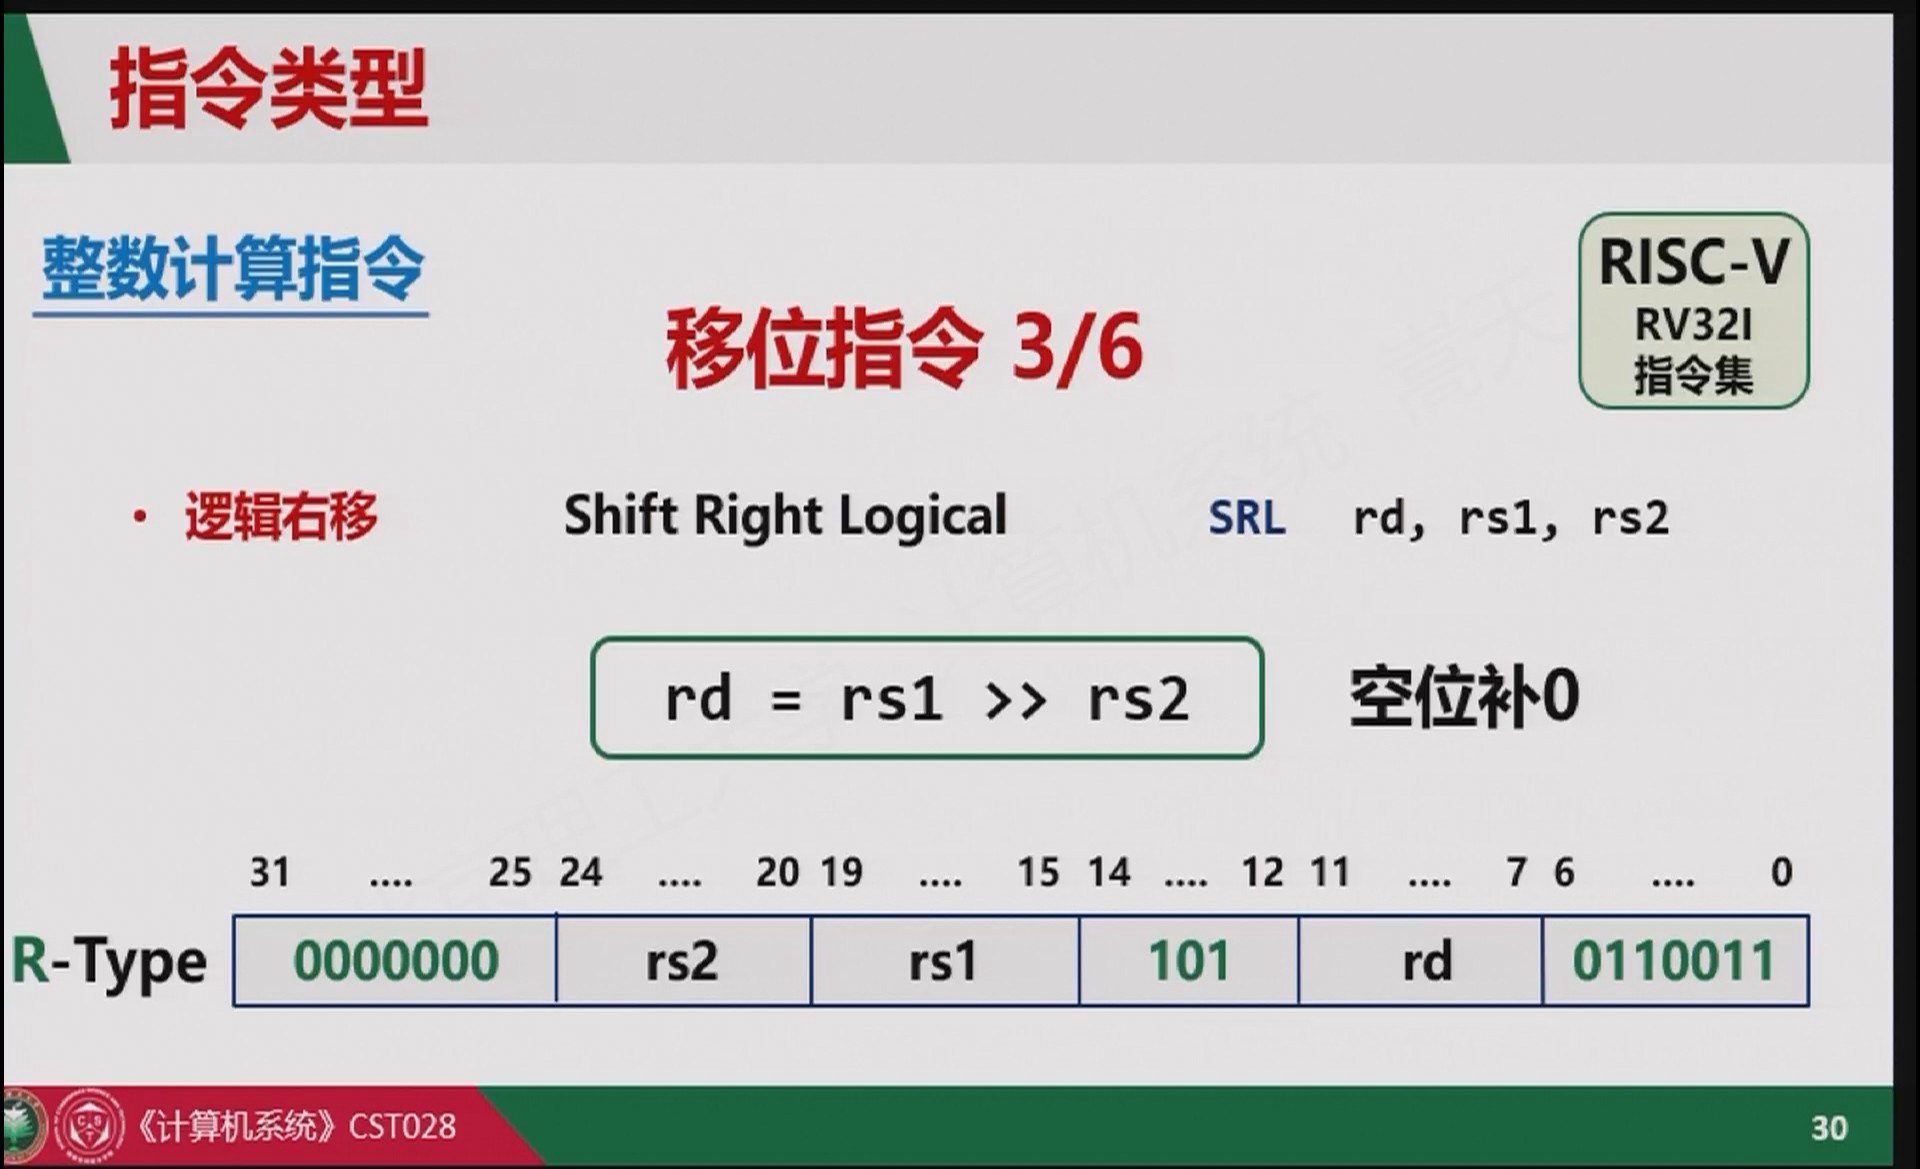 指令类型
整数计算指令
RISC-V
RV32I
指令集
移位指令 3/6
• 逻辑右移 Shift Right Logical SRL rd, rs1, rs2
rd = rs1 >> rs2 空位补0
31 .... 25 24 .... 20 19 .... 15 14 .... 12 11 .... 7 6 .... 0
R-Type 0000000 rs2 rs1 101 rd 0110011
《计算机系统》CST028
30